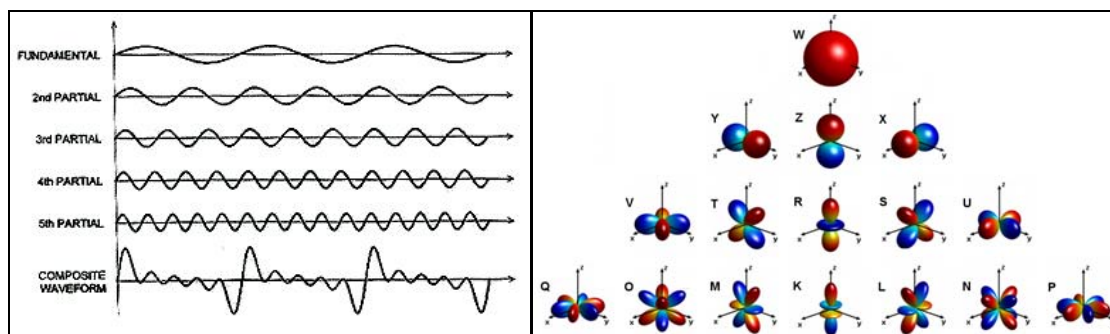 FUNDAMENTAL
2nd PARTIAL
3rd PARTIAL
4th PARTIAL
5th PARTIAL
COMPOSITE
WAVEFORM
W
z
x
y
Y
z
x
y
Z
z
x
y
X
z
x
y
V
z
x
y
T
z
x
y
R
z
x
y
S
z
x
y
U
z
x
y
Q
z
x
y
O
z
x
y
M
z
x
y
K
z
x
y
L
z
x
y
N
z
x
y
P
z
x
y